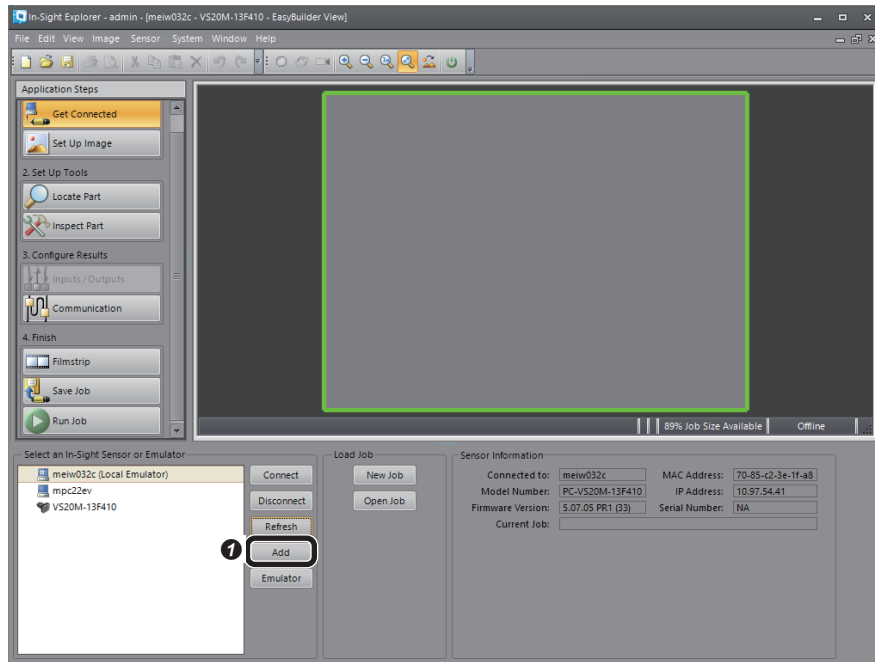 In-Sight Explorer - admin - [meiw032c - VS20M-13F410 - EasyBuilder View]
File Edit View Image Sensor System Window Help
Application Steps
Get Connected
Set Up Image
2. Set Up Tools
Locate Part
Inspect Part
3. Configure Results
Inputs / Outputs
Communication
4. Finish
Filmstrip
Save Job
Run Job
89% Job Size Available Offline
Select an In-Sight Sensor or Emulator
meiw032c (Local Emulator)
mpc22ev
VS20M-13F410
Connect
Disconnect
Refresh
1 Add
Emulator
Load Job
New Job
Open Job
Sensor Information
Connected to: meiw032c MAC Address: 70-85-c2-3e-1f-a8
Model Number: PC-VS20M-13F410 IP Address: 10.97.54.41
Firmware Version: 5.07.05 PR1 (33) Serial Number: NA
Current Job: